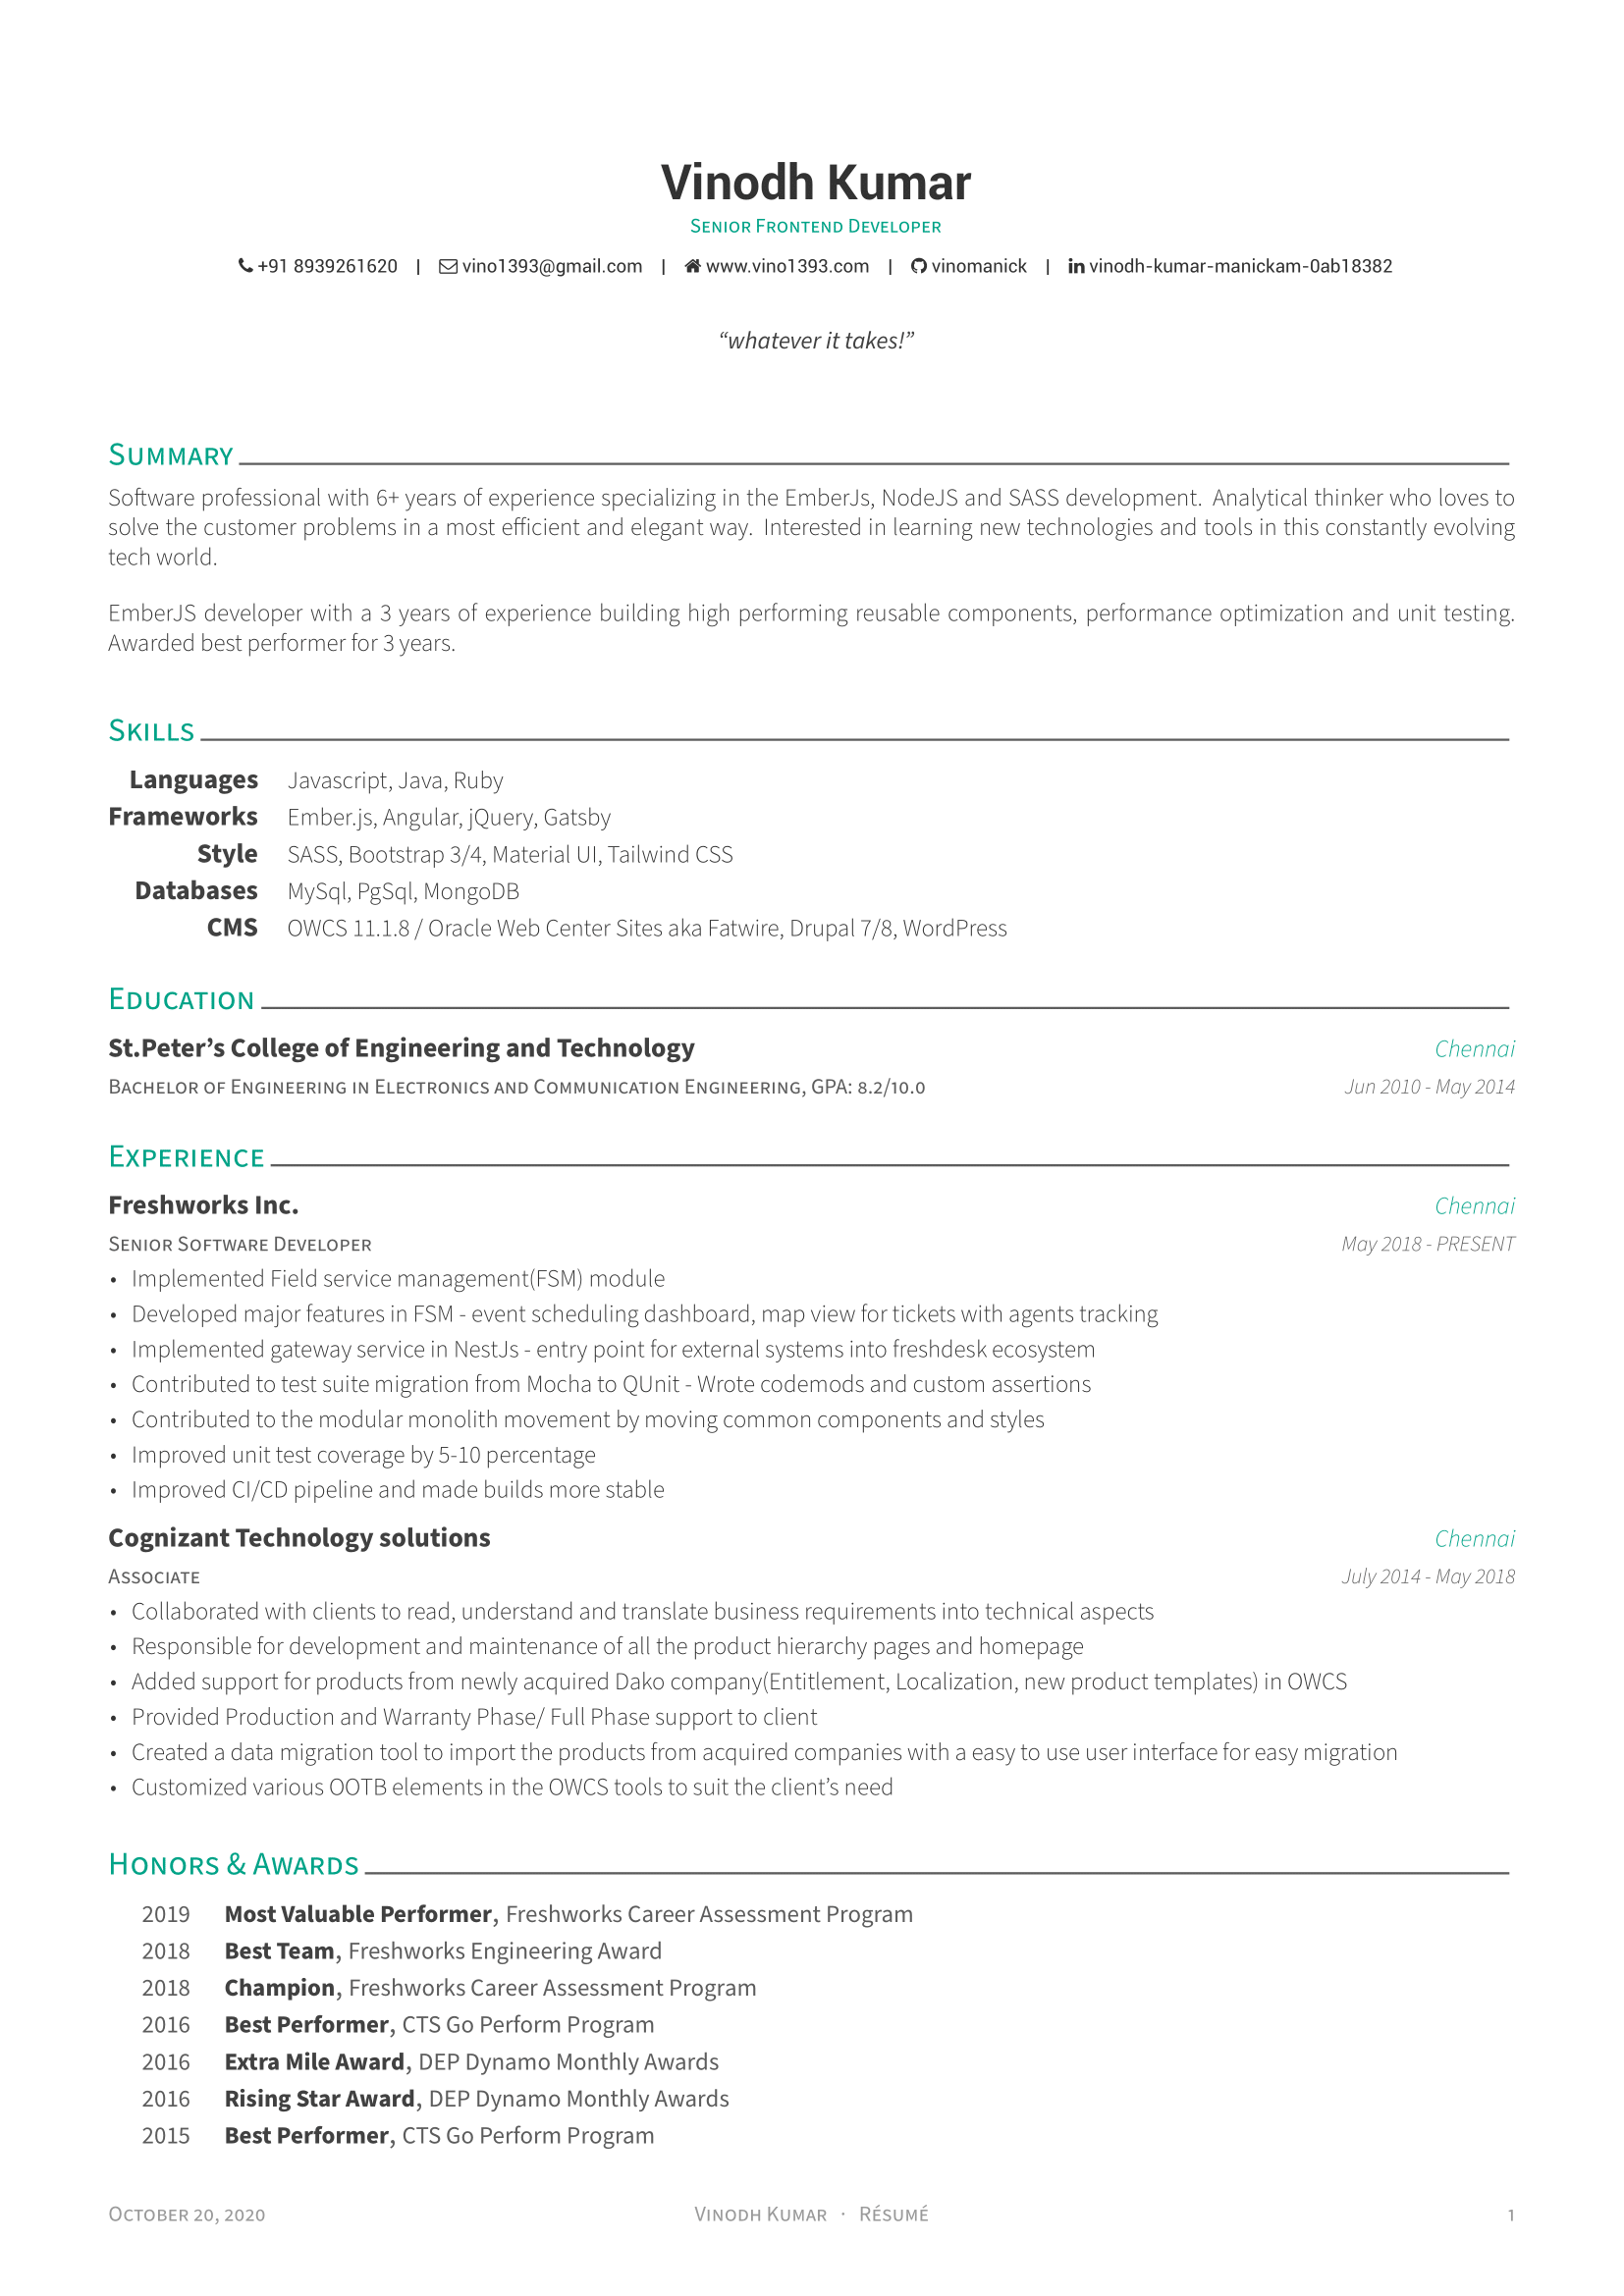 Vinodh Kumar
Senior Frontend Developer
+91 8939261620 | vino1393@gmail.com | www.vino1393.com | vinomanick | vinodh-kumar-manickam-0ab18382
“whatever it takes!”
Summary
Software professional with 6+ years of experience specializing in the EmberJs, NodeJS and SASS development. Analytical thinker who loves to
solve the customer problems in a most efficient and elegant way. Interested in learning new technologies and tools in this constantly evolving
tech world.
EmberJS developer with a 3 years of experience building high performing reusable components, performance optimization and unit testing.
Awarded best performer for 3 years.
Skills
Languages Javascript, Java, Ruby
Frameworks Ember.js, Angular, jQuery, Gatsby
Style SASS, Bootstrap 3/4, Material UI, Tailwind CSS
Databases MySql, PgSql, MongoDB
CMS OWCS 11.1.8 / Oracle Web Center Sites aka Fatwire, Drupal 7/8, WordPress
Education
St.Peter’s College of Engineering and Technology Chennai
Bachelor of Engineering in Electronics and Communication Engineering, GPA: 8.2/10.0 Jun 2010 - May 2014
Experience
Freshworks Inc. Chennai
Senior Software Developer May 2018 - PRESENT
• Implemented Field service management(FSM) module
• Developed major features in FSM - event scheduling dashboard, map view for tickets with agents tracking
• Implemented gateway service in NestJs - entry point for external systems into freshdesk ecosystem
• Contributed to test suite migration from Mocha to QUnit - Wrote codemods and custom assertions
• Contributed to the modular monolith movement by moving common components and styles
• Improved unit test coverage by 5-10 percentage
• Improved CI/CD pipeline and made builds more stable
Cognizant Technology solutions Chennai
Associate July 2014 - May 2018
• Collaborated with clients to read, understand and translate business requirements into technical aspects
• Responsible for development and maintenance of all the product hierarchy pages and homepage
• Added support for products from newly acquired Dako company(Entitlement, Localization, new product templates) in OWCS
• Provided Production and Warranty Phase/ Full Phase support to client
• Created a data migration tool to import the products from acquired companies with a easy to use user interface for easy migration
• Customized various OOTB elements in the OWCS tools to suit the client’s need
Honors & Awards
2019 Most Valuable Performer, Freshworks Career Assessment Program
2018 Best Team, Freshworks Engineering Award
2018 Champion, Freshworks Career Assessment Program
2016 Best Performer, CTS Go Perform Program
2016 Extra Mile Award, DEP Dynamo Monthly Awards
2016 Rising Star Award, DEP Dynamo Monthly Awards
2015 Best Performer, CTS Go Perform Program
October 20, 2020 Vinodh Kumar · Résumé 1